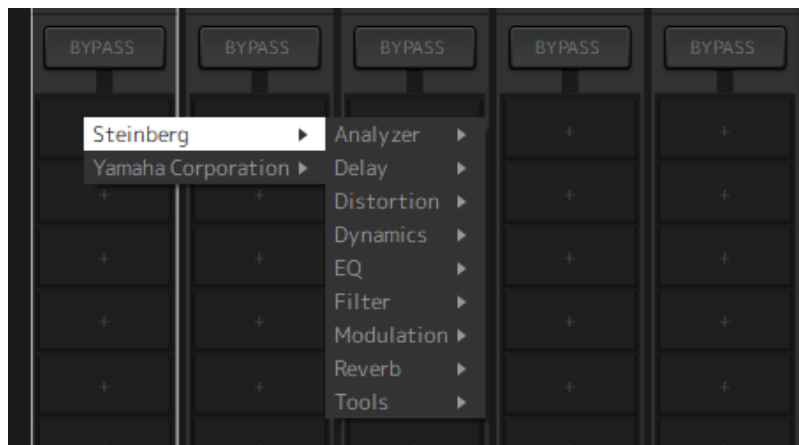 BYPASS BYPASS BYPASS BYPASS BYPASS
Steinberg
Yamaha Corporation
Analyzer
Delay
Distortion
Dynamics
EQ
Filter
Modulation
Reverb
Tools